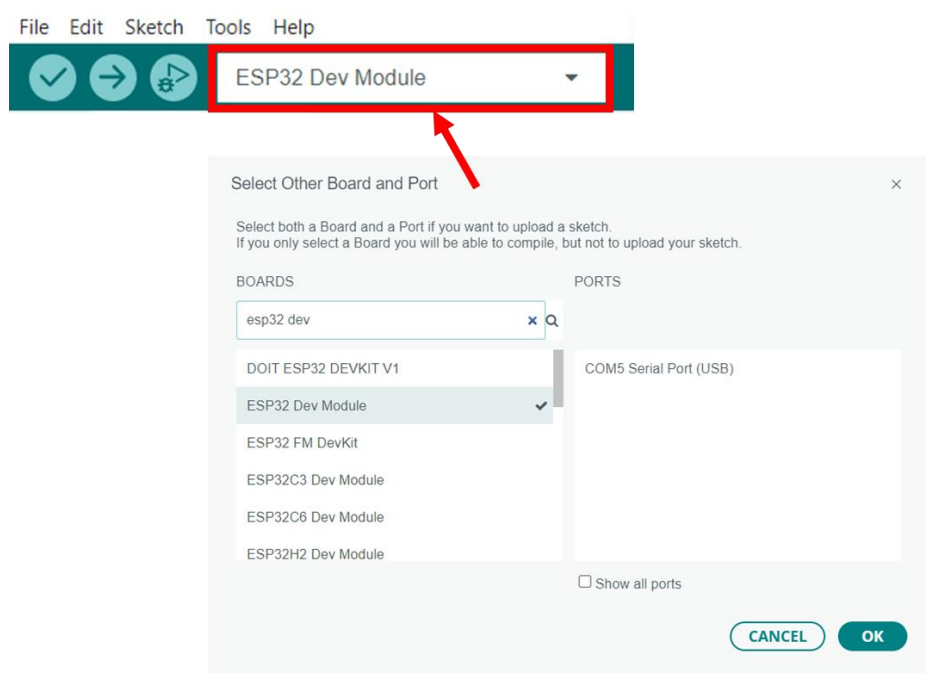 File Edit Sketch Tools Help
ESP32 Dev Module
Select Other Board and Port
Select both a Board and a Port if you want to upload a sketch.
If you only select a Board you will be able to compile, but not to upload your sketch.
BOARDS
PORTS
esp32 dev
DOIT ESP32 DEVKIT V1
COM5 Serial Port (USB)
ESP32 Dev Module
ESP32 FM DevKit
ESP32C3 Dev Module
ESP32C6 Dev Module
ESP32H2 Dev Module
Show all ports
CANCEL
OK